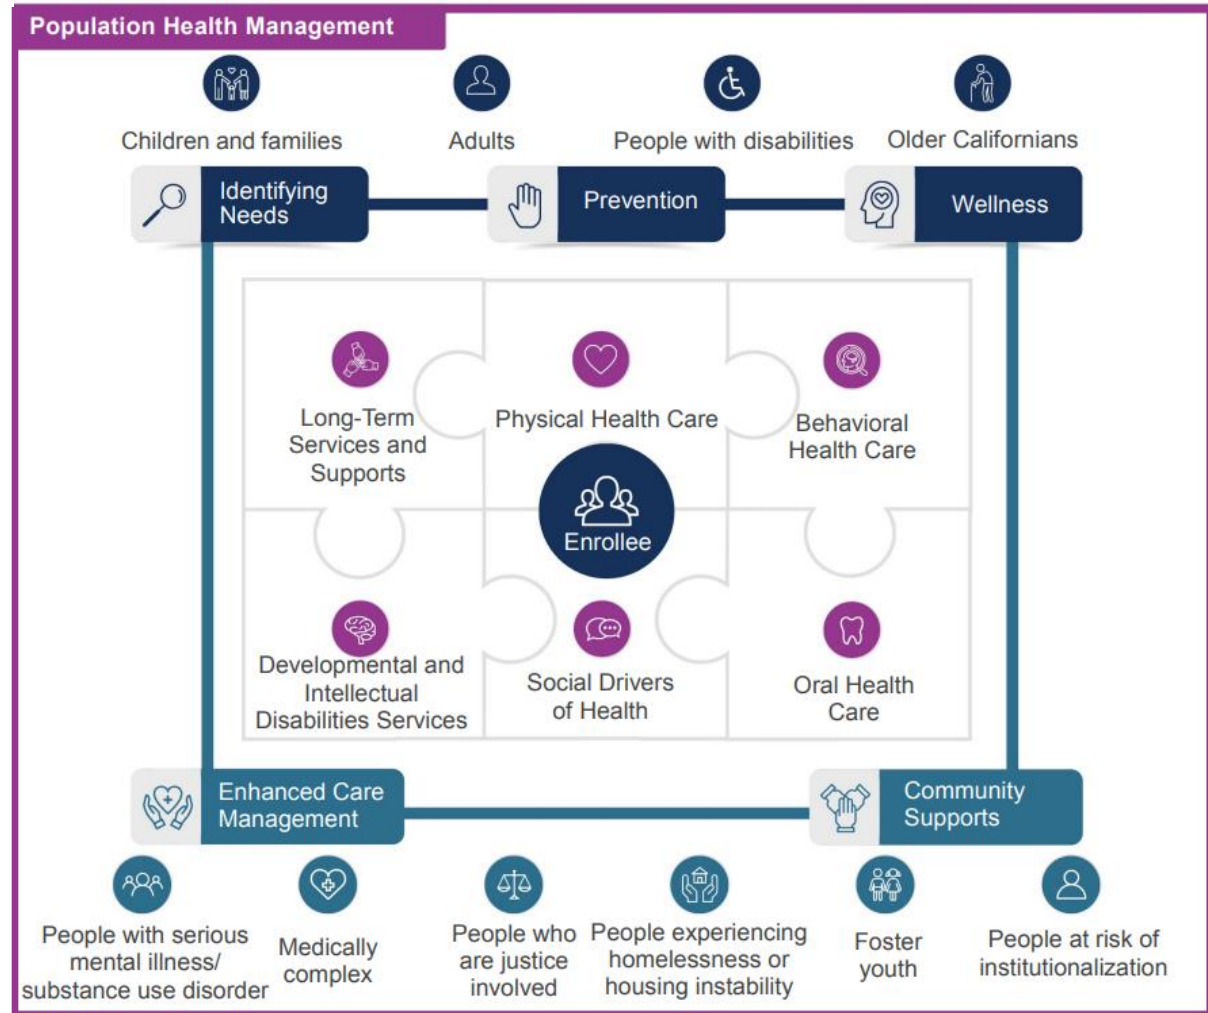 Population Health Management
Children and families
Adults
People with disabilities
Older Californians
Identifying
Needs
Prevention
Wellness
Long-Term
Services and
Supports
Physical Health Care
Behavioral
Health Care
Enrollee
Developmental and
Intellectual
Disabilities Services
Social Drivers
of Health
Oral Health
Care
Enhanced Care
Management
Community
Supports
People with serious
mental illness/
substance use disorder
Medically
complex
People who
are justice
involved
People experiencing
homelessness or
housing instability
Foster
youth
People at risk of
institutionalization